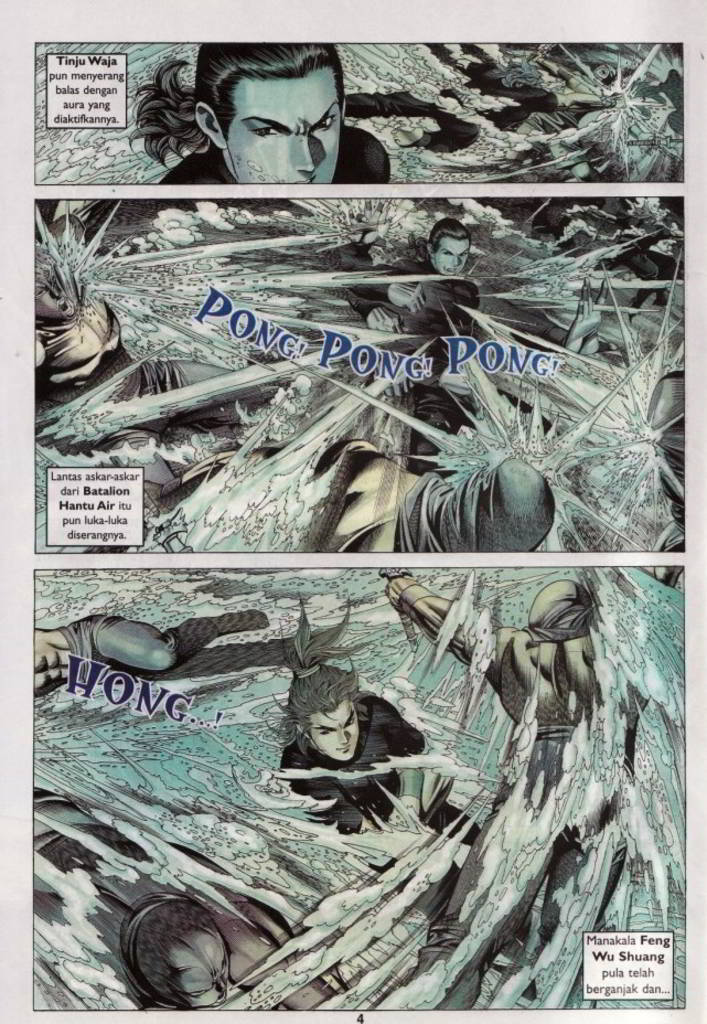 Tinju Waja
pun menyerang
balas dengan
aura yang
diaktifkannya.
PONG! PONG! PONG!
Lantas askar-askar
dari Batalion
Hantu Air itu
pun luka-luka
diserangnya.
HONG...!
Manakala Feng
Wu Shuang
pula telah
berganjak dan...
4